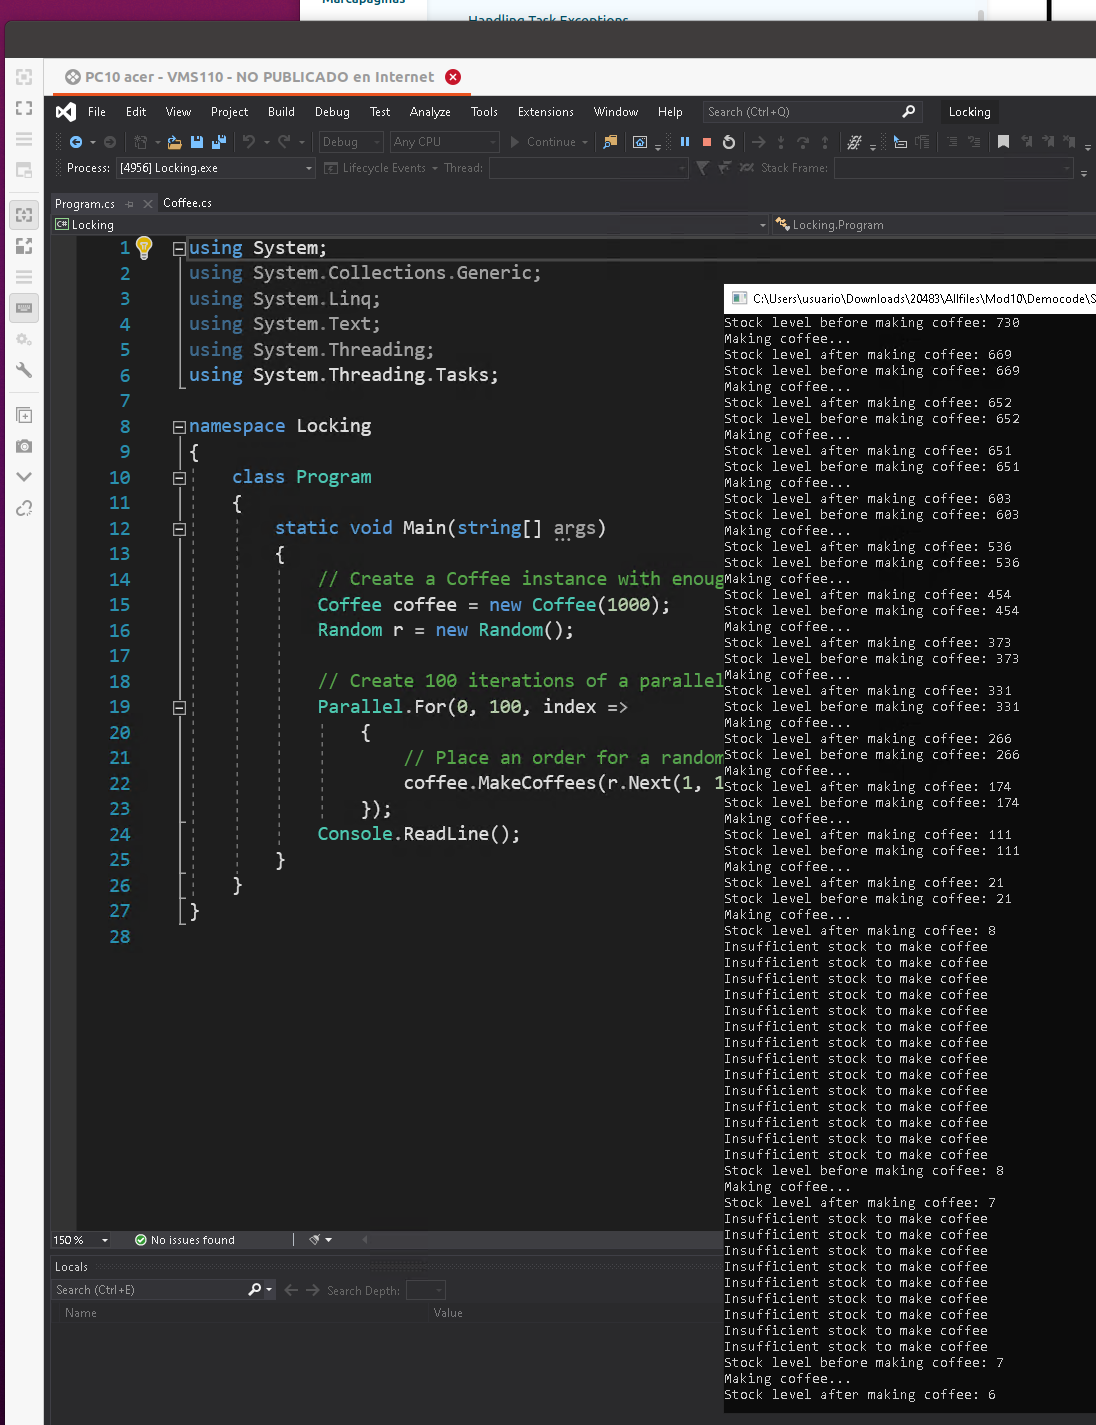 Marcapáginas
Handling Task Exceptions
PC10 acer - VMS110 - NO PUBLICADO en Internet
File Edit View Project Build Debug Test Analyze Tools Extensions Window Help Search (Ctrl+Q) Locking
Debug Any CPU Continue
Process: [4956] Locking.exe Lifecycle Events Thread: Stack Frame:
Program.cs Coffee.cs
C# Locking Locking.Program
1 using System;
2 using System.Collections.Generic;
3 using System.Linq;
4 using System.Text;
5 using System.Threading;
6 using System.Threading.Tasks;
7
8 namespace Locking
9 {
10 class Program
11 {
12 static void Main(string[] args)
13 {
14 // Create a Coffee instance with enoug
15 Coffee coffee = new Coffee(1000);
16 Random r = new Random();
17
18 // Create 100 iterations of a parallel
19 Parallel.For(0, 100, index =>
20 {
21 // Place an order for a random
22 coffee.MakeCoffees(r.Next(1, 1
23 });
24 Console.ReadLine();
25 }
26 }
27 }
28
150 % No issues found
Locals
Search (Ctrl+E) Search Depth:
Name Value
C:\Users\usuario\Downloads\20483\Allfiles\Mod10\Democode\S
Stock level before making coffee: 730
Making coffee...
Stock level after making coffee: 669
Stock level before making coffee: 669
Making coffee...
Stock level after making coffee: 652
Stock level before making coffee: 652
Making coffee...
Stock level after making coffee: 651
Stock level before making coffee: 651
Making coffee...
Stock level after making coffee: 603
Stock level before making coffee: 603
Making coffee...
Stock level after making coffee: 536
Stock level before making coffee: 536
Making coffee...
Stock level after making coffee: 454
Stock level before making coffee: 454
Making coffee...
Stock level after making coffee: 373
Stock level before making coffee: 373
Making coffee...
Stock level after making coffee: 331
Stock level before making coffee: 331
Making coffee...
Stock level after making coffee: 266
Stock level before making coffee: 266
Making coffee...
Stock level after making coffee: 174
Stock level before making coffee: 174
Making coffee...
Stock level after making coffee: 111
Stock level before making coffee: 111
Making coffee...
Stock level after making coffee: 21
Stock level before making coffee: 21
Making coffee...
Stock level after making coffee: 8
Insufficient stock to make coffee
Insufficient stock to make coffee
Insufficient stock to make coffee
Insufficient stock to make coffee
Insufficient stock to make coffee
Insufficient stock to make coffee
Insufficient stock to make coffee
Insufficient stock to make coffee
Insufficient stock to make coffee
Insufficient stock to make coffee
Insufficient stock to make coffee
Insufficient stock to make coffee
Insufficient stock to make coffee
Insufficient stock to make coffee
Stock level before making coffee: 8
Making coffee...
Stock level after making coffee: 7
Insufficient stock to make coffee
Insufficient stock to make coffee
Insufficient stock to make coffee
Insufficient stock to make coffee
Insufficient stock to make coffee
Insufficient stock to make coffee
Insufficient stock to make coffee
Insufficient stock to make coffee
Insufficient stock to make coffee
Stock level before making coffee: 7
Making coffee...
Stock level after making coffee: 6